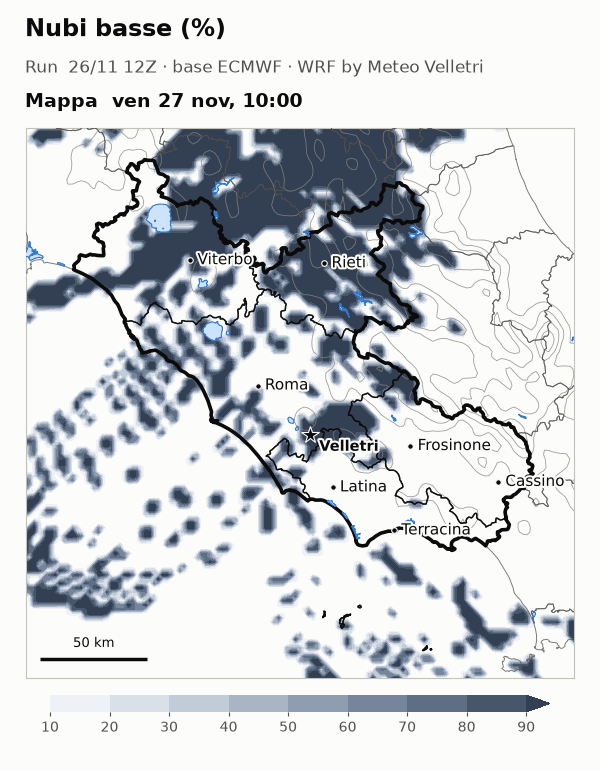 Nubi basse (%)
Run  26/11 12Z · base ECMWF · WRF by Meteo Velletri
Mappa  ven 27 nov, 10:00
Viterbo
Rieti
Roma
Velletri
Frosinone
Latina
Cassino
Terracina
50 km
10 20 30 40 50 60 70 80 90